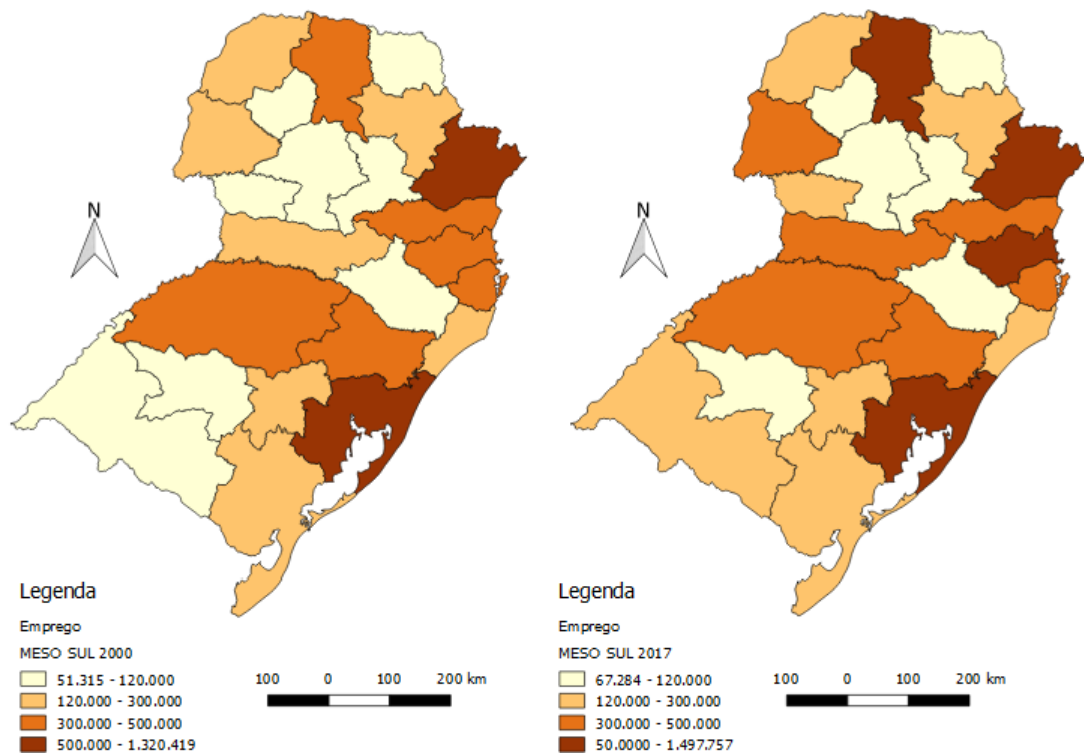 N
N
Legenda
Emprego
MESO SUL 2000
51.315 - 120.000
120.000 - 300.000
300.000 - 500.000
500.000 - 1.320.419
100 0 100 200 km
Legenda
Emprego
MESO SUL 2017
67.284 - 120.000
120.000 - 300.000
300.000 - 500.000
50.0000 - 1.497.757
100 0 100 200 km